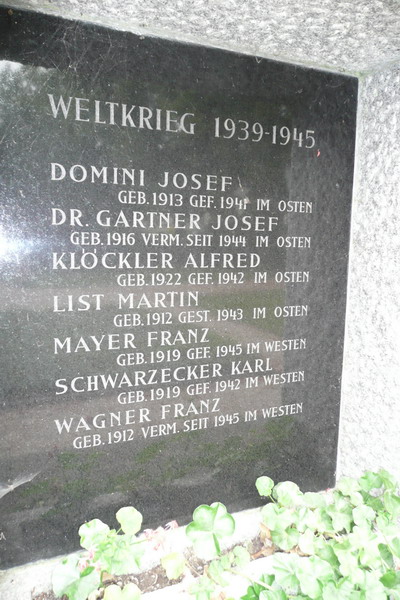 WELTKRIEG 1939-1945
DOMINI JOSEF
GEB. 1913 GEF. 1941 IM OSTEN
DR. GARTNER JOSEF
GEB. 1916 VERM. SEIT 1944 IM OSTEN
KLÖCKLER ALFRED
GEB. 1922 GEF. 1942 IM OSTEN
LIST MARTIN
GEB. 1912 GEST. 1943 IM OSTEN
MAYER FRANZ
GEB. 1919 GEF. 1945 IM WESTEN
SCHWARZECKER KARL
GEB. 1919 GEF. 1942 IM WESTEN
WAGNER FRANZ
GEB. 1912 VERM. SEIT 1945 IM WESTEN